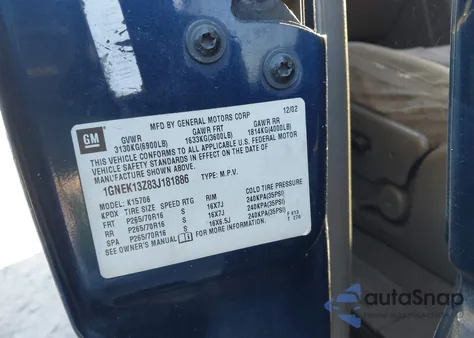 MFD BY GENERAL MOTORS CORP 12/02
GM GVWR GAWR FRT GAWR RR
3130KG(6900LB) 1633KG(3600LB) 1814KG(4000LB)
THIS VEHICLE CONFORMS TO ALL APPLICABLE U.S. FEDERAL MOTOR
VEHICLE SAFETY STANDARDS IN EFFECT ON THE DATE OF
MANUFACTURE SHOWN ABOVE.
1GNEK13Z83J181886 TYPE: M.P.V.
MODEL: K15706
KPOX TIRE SIZE SPEED RTG RIM COLD TIRE PRESSURE
FRT P265/70R16 S 16X7J 240KPA(35PSI)
RR P265/70R16 S 16X7J 240KPA(35PSI)
SPA P265/70R16 S 16X6.5J 240KPA(35PSI)
SEE OWNER'S MANUAL FOR MORE INFORMATION
autoSnap